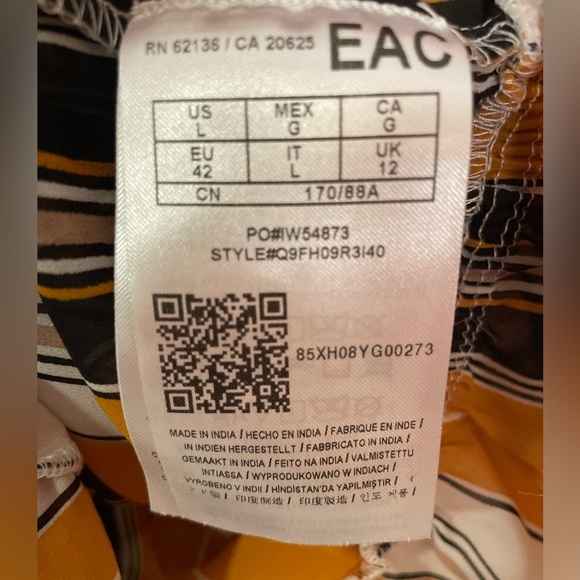 RN 62136 / CA 20625 EAC
US L MEX G CA G
EU 42 IT L UK 12
CN 170/88A
PO#IW54873
STYLE#Q9FH09R3I40
85XH08YG00273
MADE IN INDIA / HECHO EN INDIA / FABRIQUE EN INDE /
IN INDIEN HERGESTELLT / FABBRICATO IN INDIA /
GEMAAKT IN INDIA / FEITO NA INDIA / VALMISTETTU
INTIASSA / WYPRODUKOWANO W INDIACH /
VYROBENO V INDII / HİNDİSTAN'DA YAPILMIŞTIR /
印度制造 / 印度製造 / 인도 제품 /